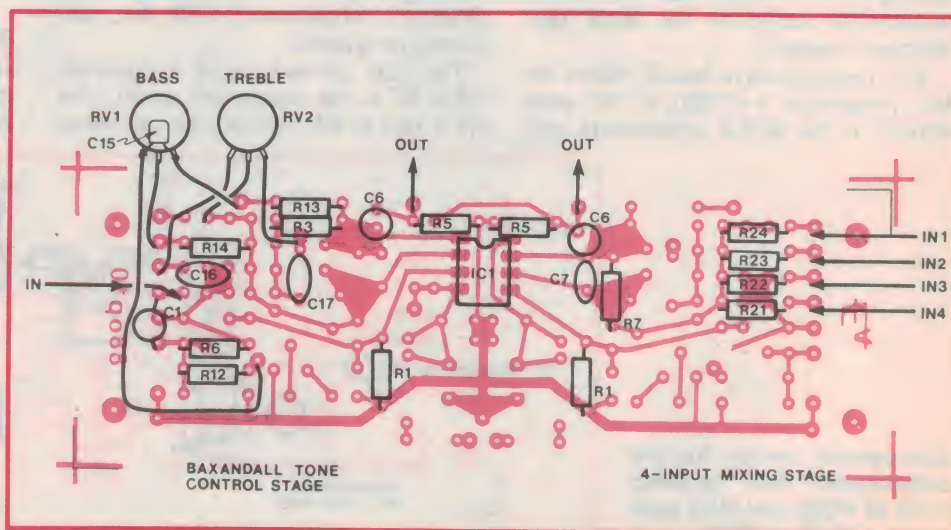 BASS TREBLE
RV1 RV2
C15
OUT OUT
R13 C6 R5 R5 C6
R3
R14 R24 IN1
IC1 R23 IN2
IN C16 C7 R22 IN3
C17 R7
C1 R21 IN4
R6
R12 R1 R1
BAXANDALL TONE
CONTROL STAGE
4-INPUT MIXING STAGE